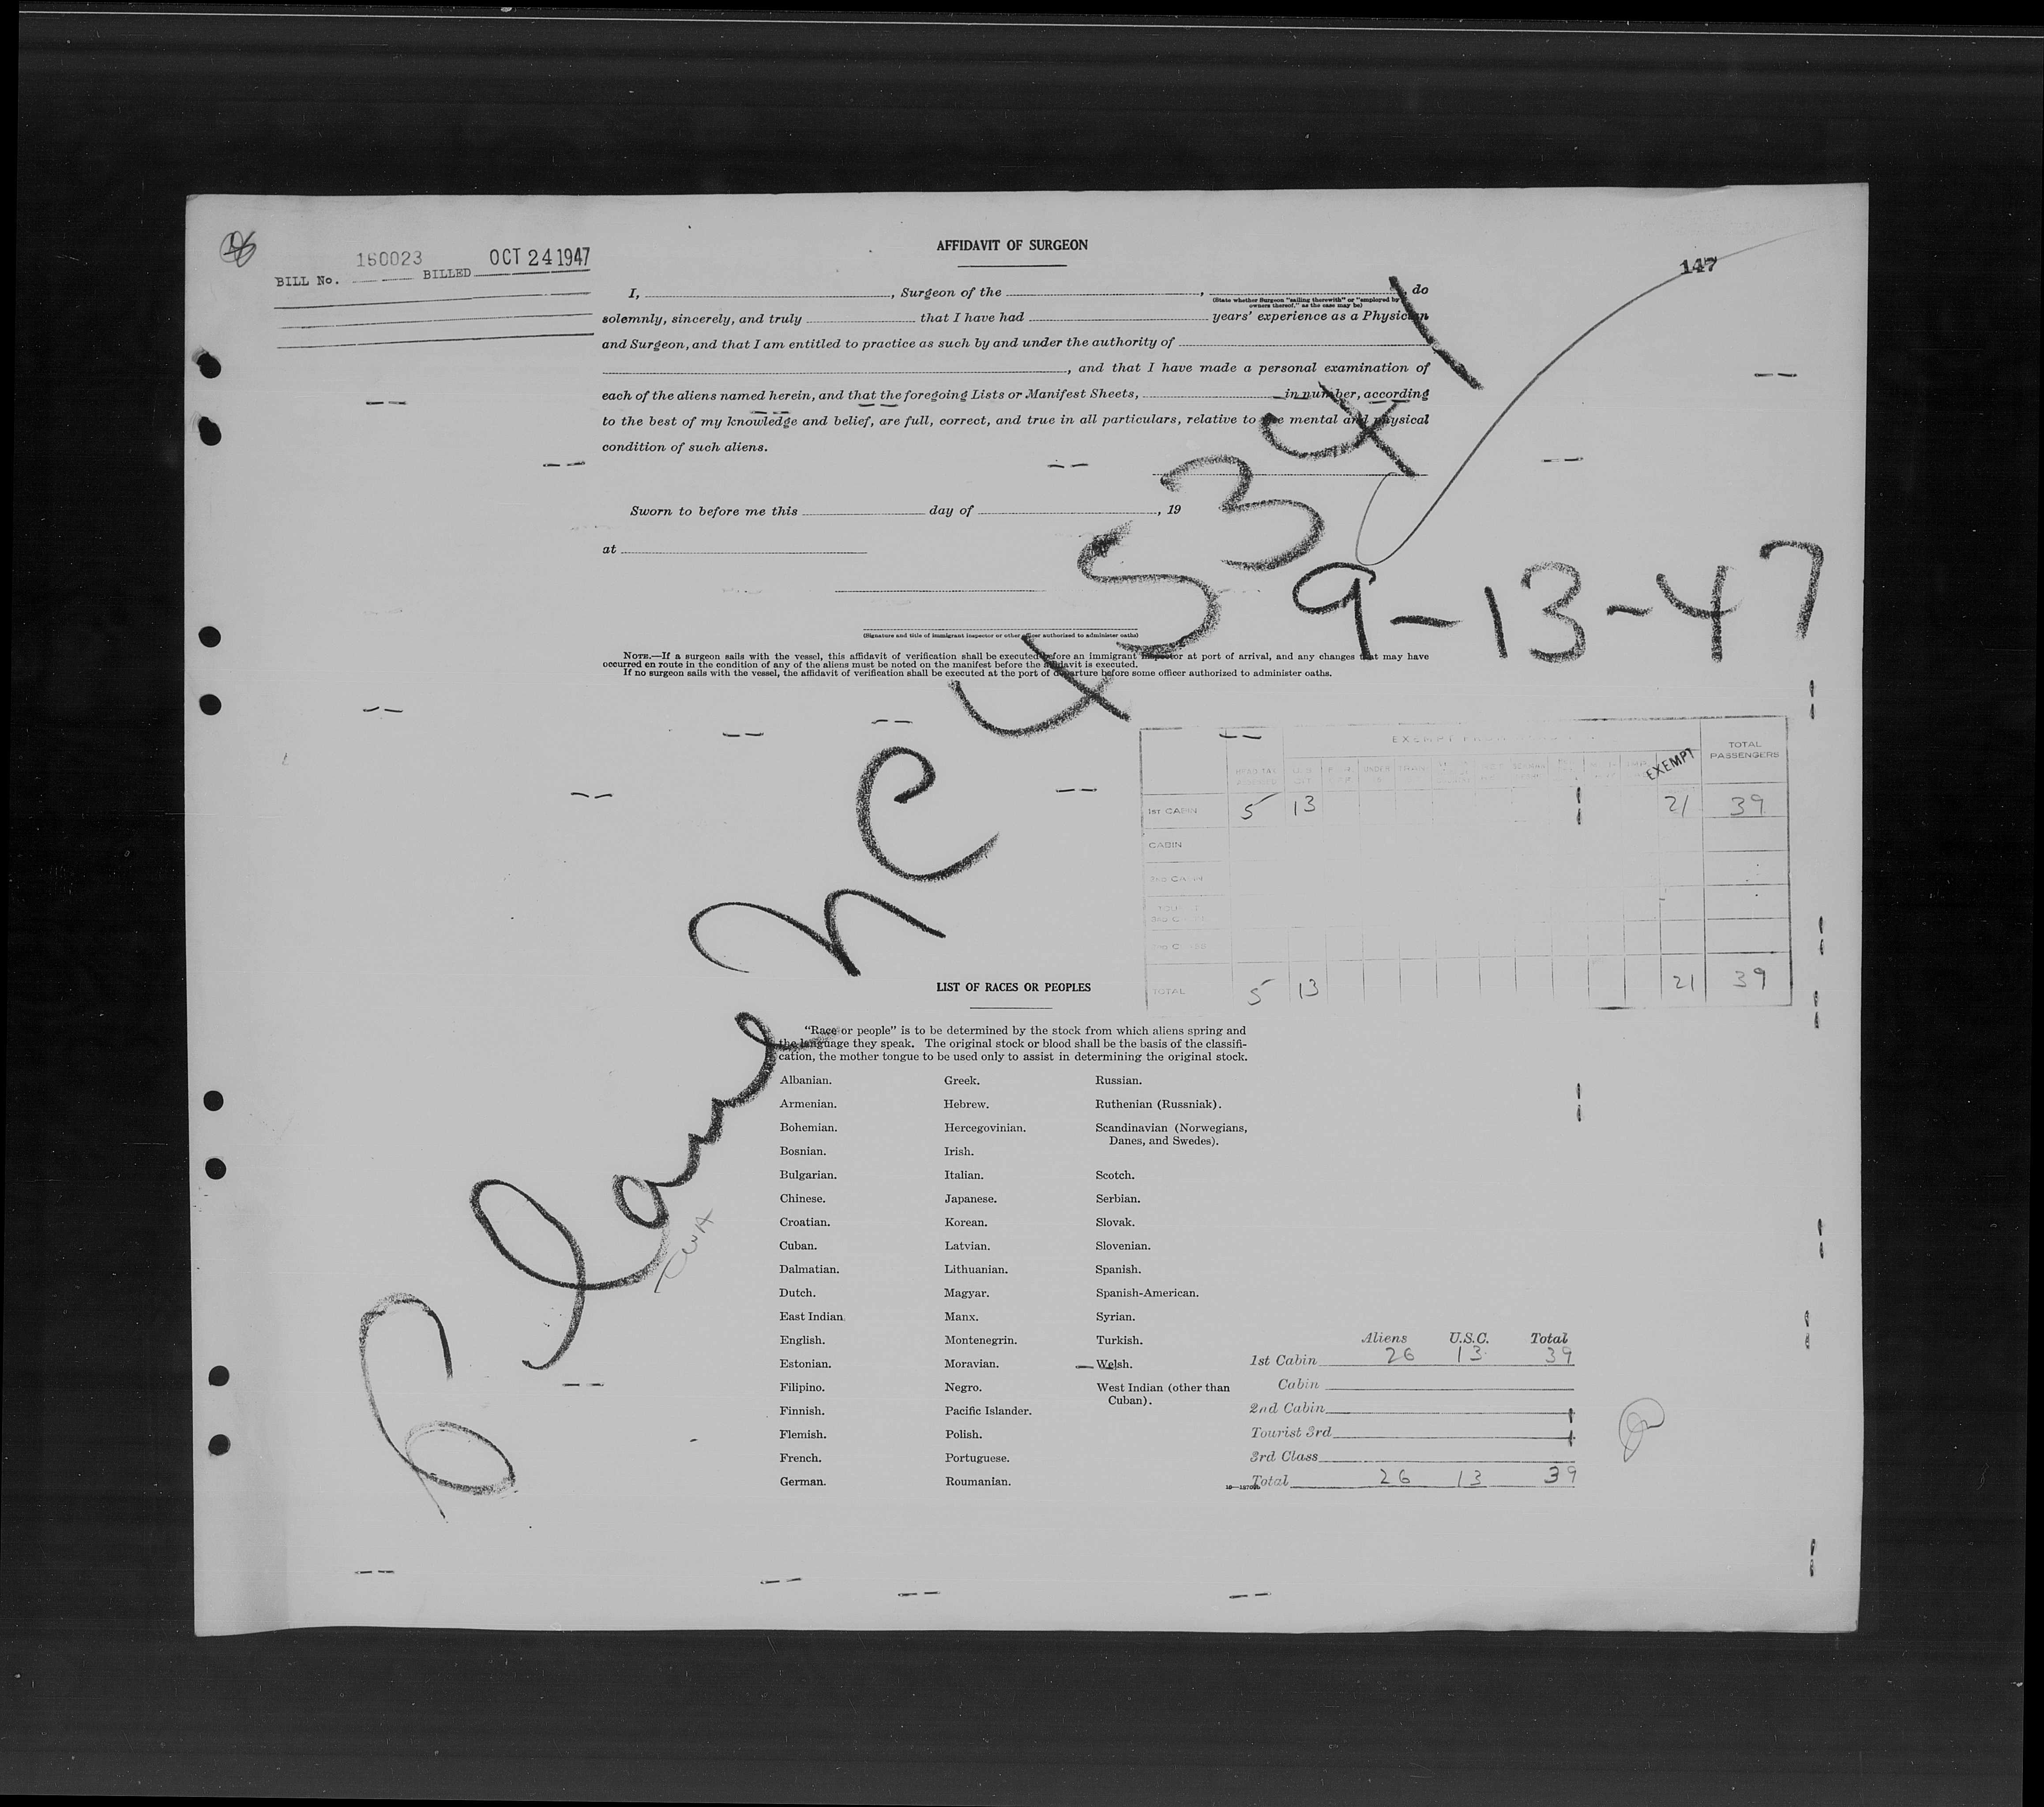 BILL No. 160023 BILLED OCT 24 1947
AFFIDAVIT OF SURGEON
147
I, , Surgeon of the , , do
(State whether Surgeon "sailing therewith" or "employed by
owners thereof," as the case may be)
solemnly, sincerely, and truly that I have had years' experience as a Physician
and Surgeon, and that I am entitled to practice as such by and under the authority of
, and that I have made a personal examination of
each of the aliens named herein, and that the foregoing Lists or Manifest Sheets, in number, according
to the best of my knowledge and belief, are full, correct, and true in all particulars, relative to the mental and physical
condition of such aliens.
Sworn to before me this day of , 19
at
(Signature and title of immigrant inspector or other officer authorized to administer oaths)
NOTE.—If a surgeon sails with the vessel, this affidavit of verification shall be executed before an immigrant inspector at port of arrival, and any changes that may have
occurred en route in the condition of any of the aliens must be noted on the manifest before the affidavit is executed.
If no surgeon sails with the vessel, the affidavit of verification shall be executed at the port of departure before some officer authorized to administer oaths.
Plane NC 45341
9-13-47
TWA
EXEMPT FROM
TOTAL
PASSENGERS
HEAD TAX
UNDER
EXEMPT
1st CABIN 5 13 21 39
CABIN
3rd CABIN
TOTAL 5 13 21 39
LIST OF RACES OR PEOPLES
"Race or people" is to be determined by the stock from which aliens spring and
the language they speak. The original stock or blood shall be the basis of the classifi-
cation, the mother tongue to be used only to assist in determining the original stock.
Albanian. Greek. Russian.
Armenian. Hebrew. Ruthenian (Russniak).
Bohemian. Hercegovinian. Scandinavian (Norwegians,
Danes, and Swedes).
Bosnian. Irish.
Bulgarian. Italian. Scotch.
Chinese. Japanese. Serbian.
Croatian. Korean. Slovak.
Cuban. Latvian. Slovenian.
Dalmatian. Lithuanian. Spanish.
Dutch. Magyar. Spanish-American.
East Indian. Manx. Syrian.
English. Montenegrin. Turkish.
Estonian. Moravian. Welsh.
Filipino. Negro. West Indian (other than
Cuban).
Finnish. Pacific Islander.
Flemish. Polish.
French. Portuguese.
German. Roumanian.
Aliens U.S.C. Total
1st Cabin 26 13 39
Cabin
2nd Cabin
Tourist 3rd
3rd Class
Total 26 13 39